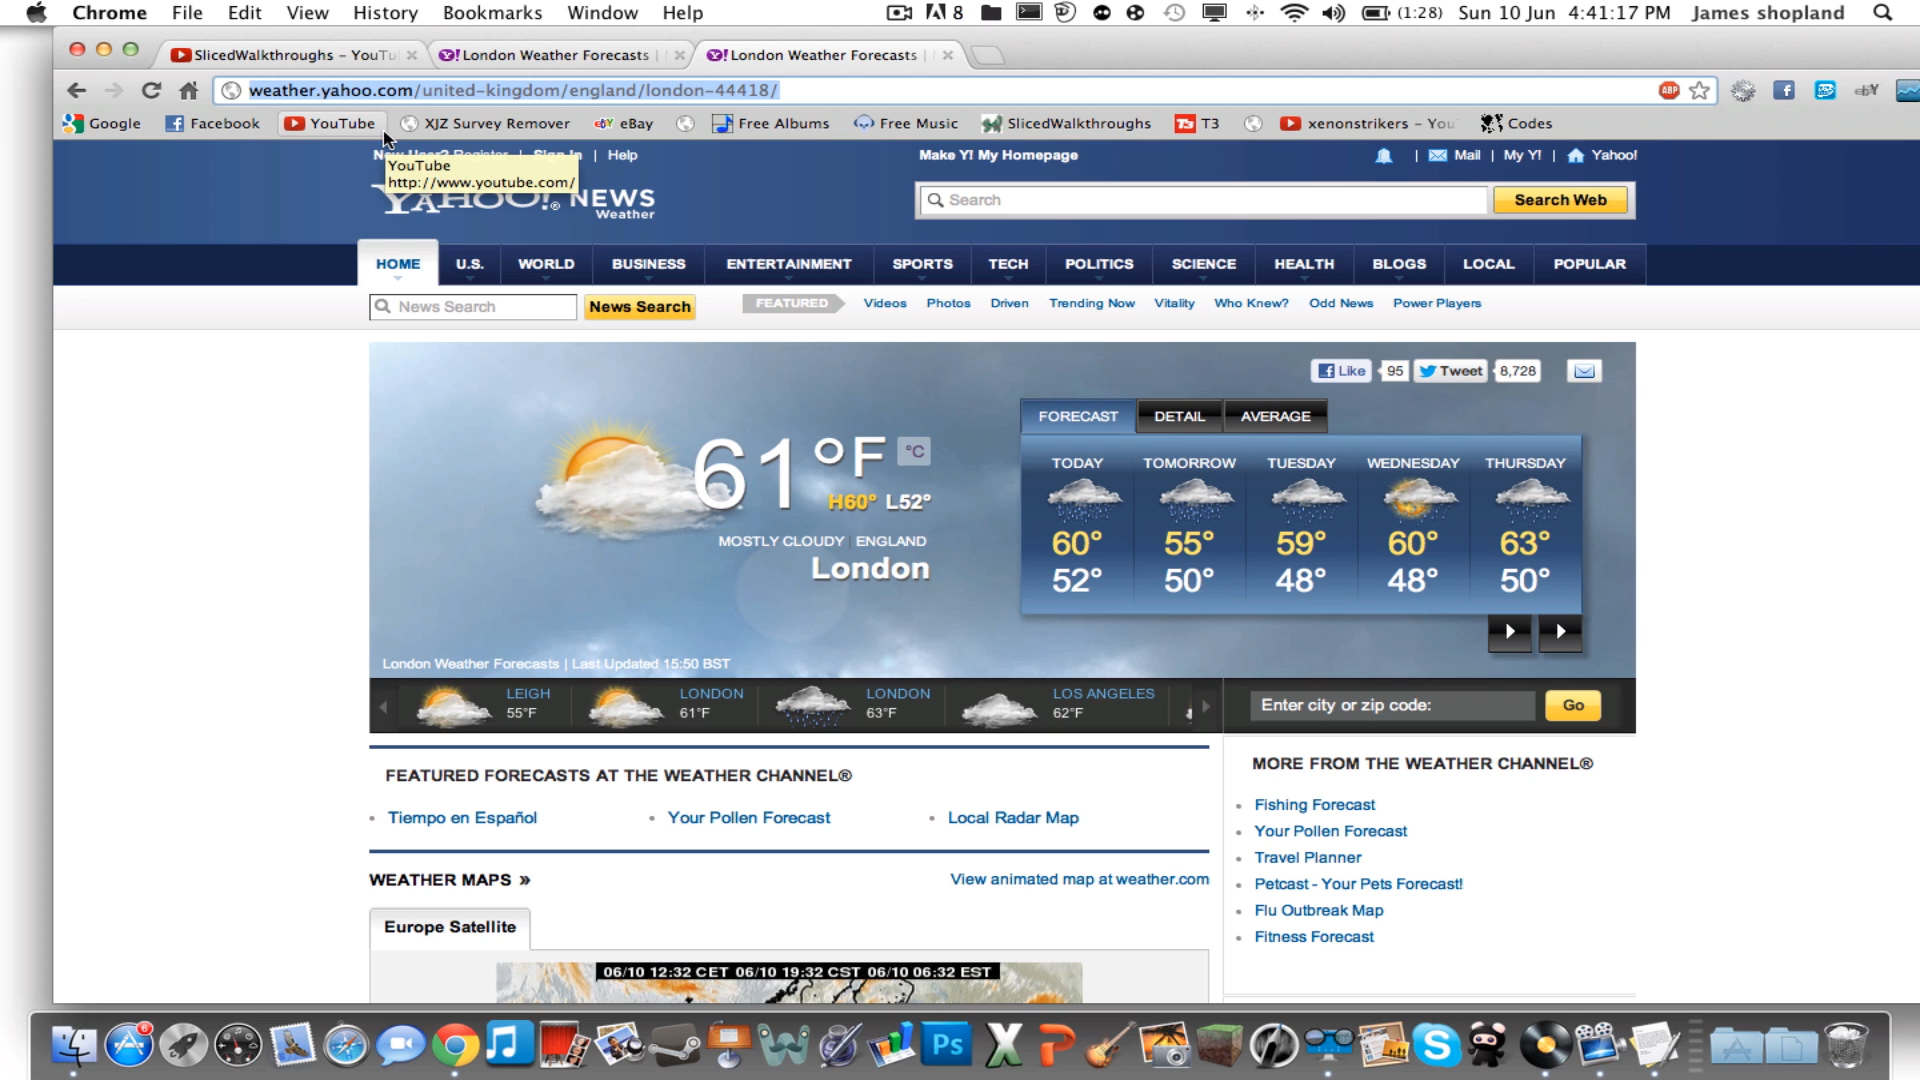 Chrome File Edit View History Bookmarks Window Help 8 (1:28) Sun 10 Jun 4:41:17 PM James shopland
SlicedWalkthroughs – YouTu London Weather Forecasts | London Weather Forecasts |
weather.yahoo.com/united-kingdom/england/london-44418/ ABP
Google Facebook YouTube XJZ Survey Remover eBay Free Albums Free Music SlicedWalkthroughs T3 xenonstrikers – You Codes
New User? Register | Sign In | Help Make Y! My Homepage | Mail | My Y! | Yahoo!
YouTube
http://www.youtube.com/
YAHOO!® NEWS
Weather
Search Search Web
HOME U.S. WORLD BUSINESS ENTERTAINMENT SPORTS TECH POLITICS SCIENCE HEALTH BLOGS LOCAL POPULAR
News Search News Search FEATURED Videos Photos Driven Trending Now Vitality Who Knew? Odd News Power Players
Like 95 Tweet 8,728
61°F °C
H60° L52°
MOSTLY CLOUDY | ENGLAND
London
FORECAST DETAIL AVERAGE
TODAY TOMORROW TUESDAY WEDNESDAY THURSDAY
60° 55° 59° 60° 63°
52° 50° 48° 48° 50°
London Weather Forecasts | Last Updated 15:50 BST
LEIGH LONDON LONDON LOS ANGELES
55°F 61°F 63°F 62°F
Enter city or zip code: Go
FEATURED FORECASTS AT THE WEATHER CHANNEL®
• Tiempo en Español • Your Pollen Forecast • Local Radar Map
WEATHER MAPS » View animated map at weather.com
Europe Satellite
06/10 12:32 CET 06/10 19:32 CST 06/10 06:32 EST
MORE FROM THE WEATHER CHANNEL®
• Fishing Forecast
• Your Pollen Forecast
• Travel Planner
• Petcast - Your Pets Forecast!
• Flu Outbreak Map
• Fitness Forecast
6 Ps